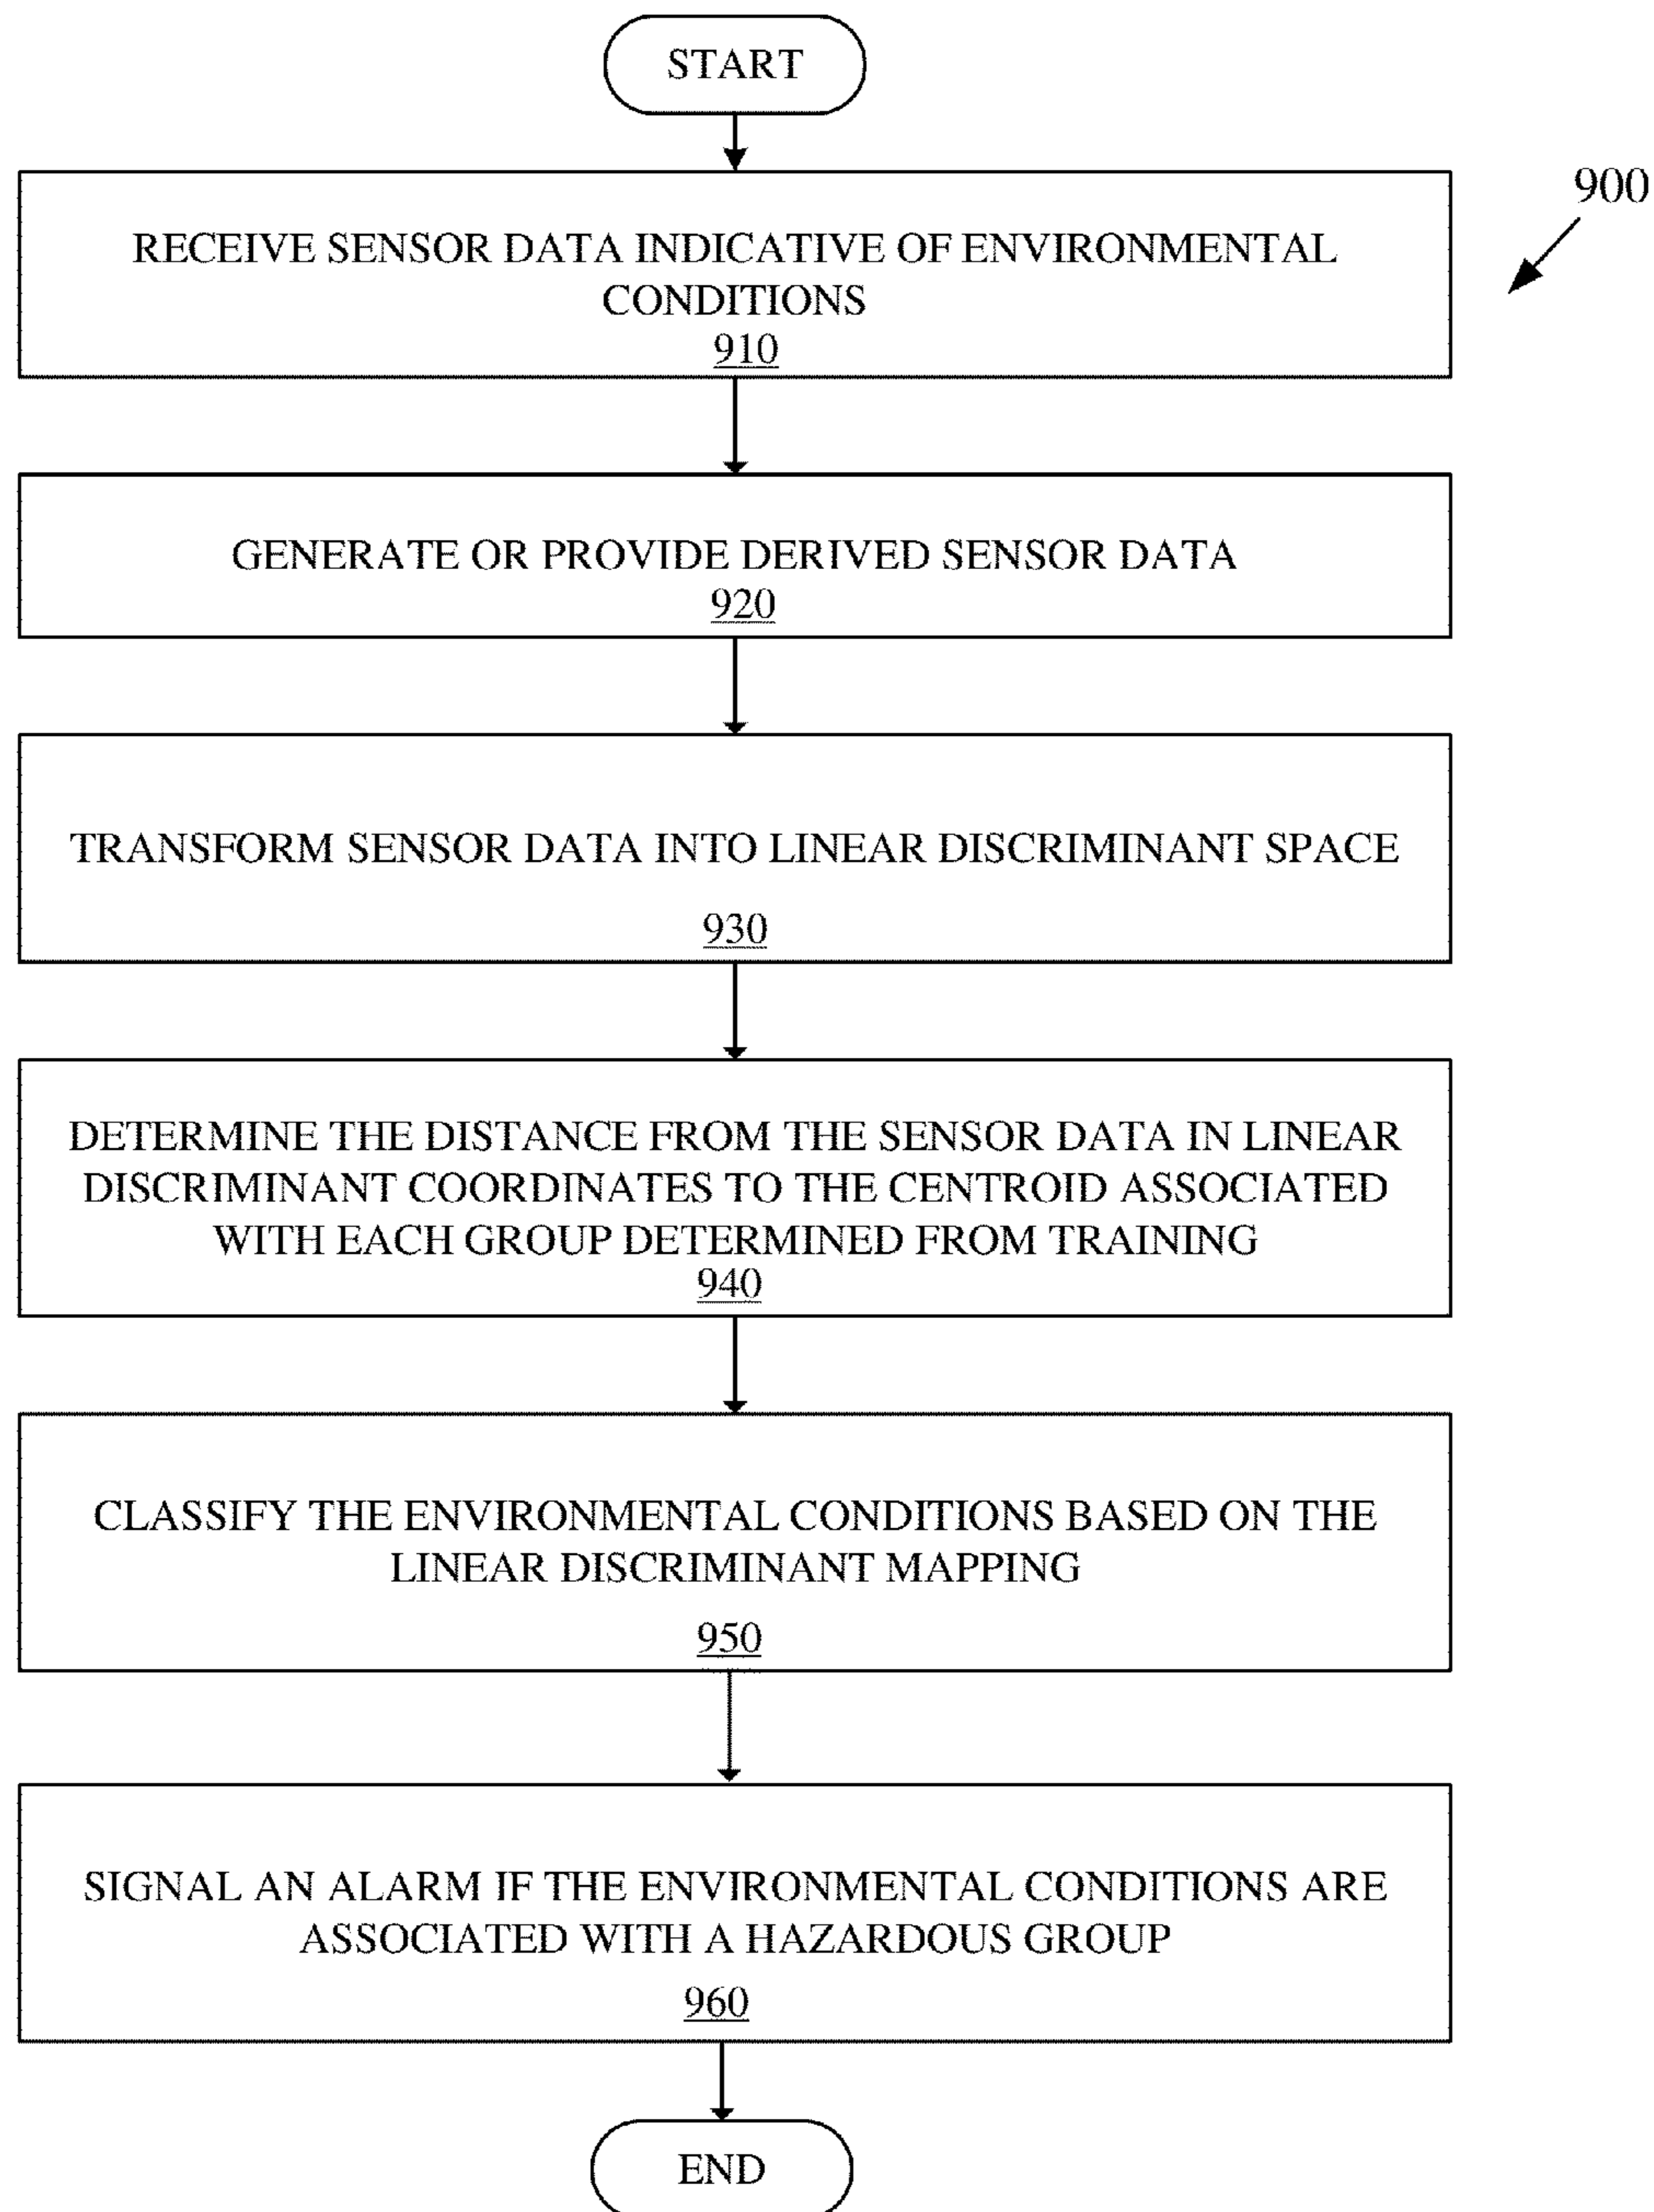 START
900
RECEIVE SENSOR DATA INDICATIVE OF ENVIRONMENTAL
CONDITIONS
910
GENERATE OR PROVIDE DERIVED SENSOR DATA
920
TRANSFORM SENSOR DATA INTO LINEAR DISCRIMINANT SPACE
930
DETERMINE THE DISTANCE FROM THE SENSOR DATA IN LINEAR
DISCRIMINANT COORDINATES TO THE CENTROID ASSOCIATED
WITH EACH GROUP DETERMINED FROM TRAINING
940
CLASSIFY THE ENVIRONMENTAL CONDITIONS BASED ON THE
LINEAR DISCRIMINANT MAPPING
950
SIGNAL AN ALARM IF THE ENVIRONMENTAL CONDITIONS ARE
ASSOCIATED WITH A HAZARDOUS GROUP
960
END